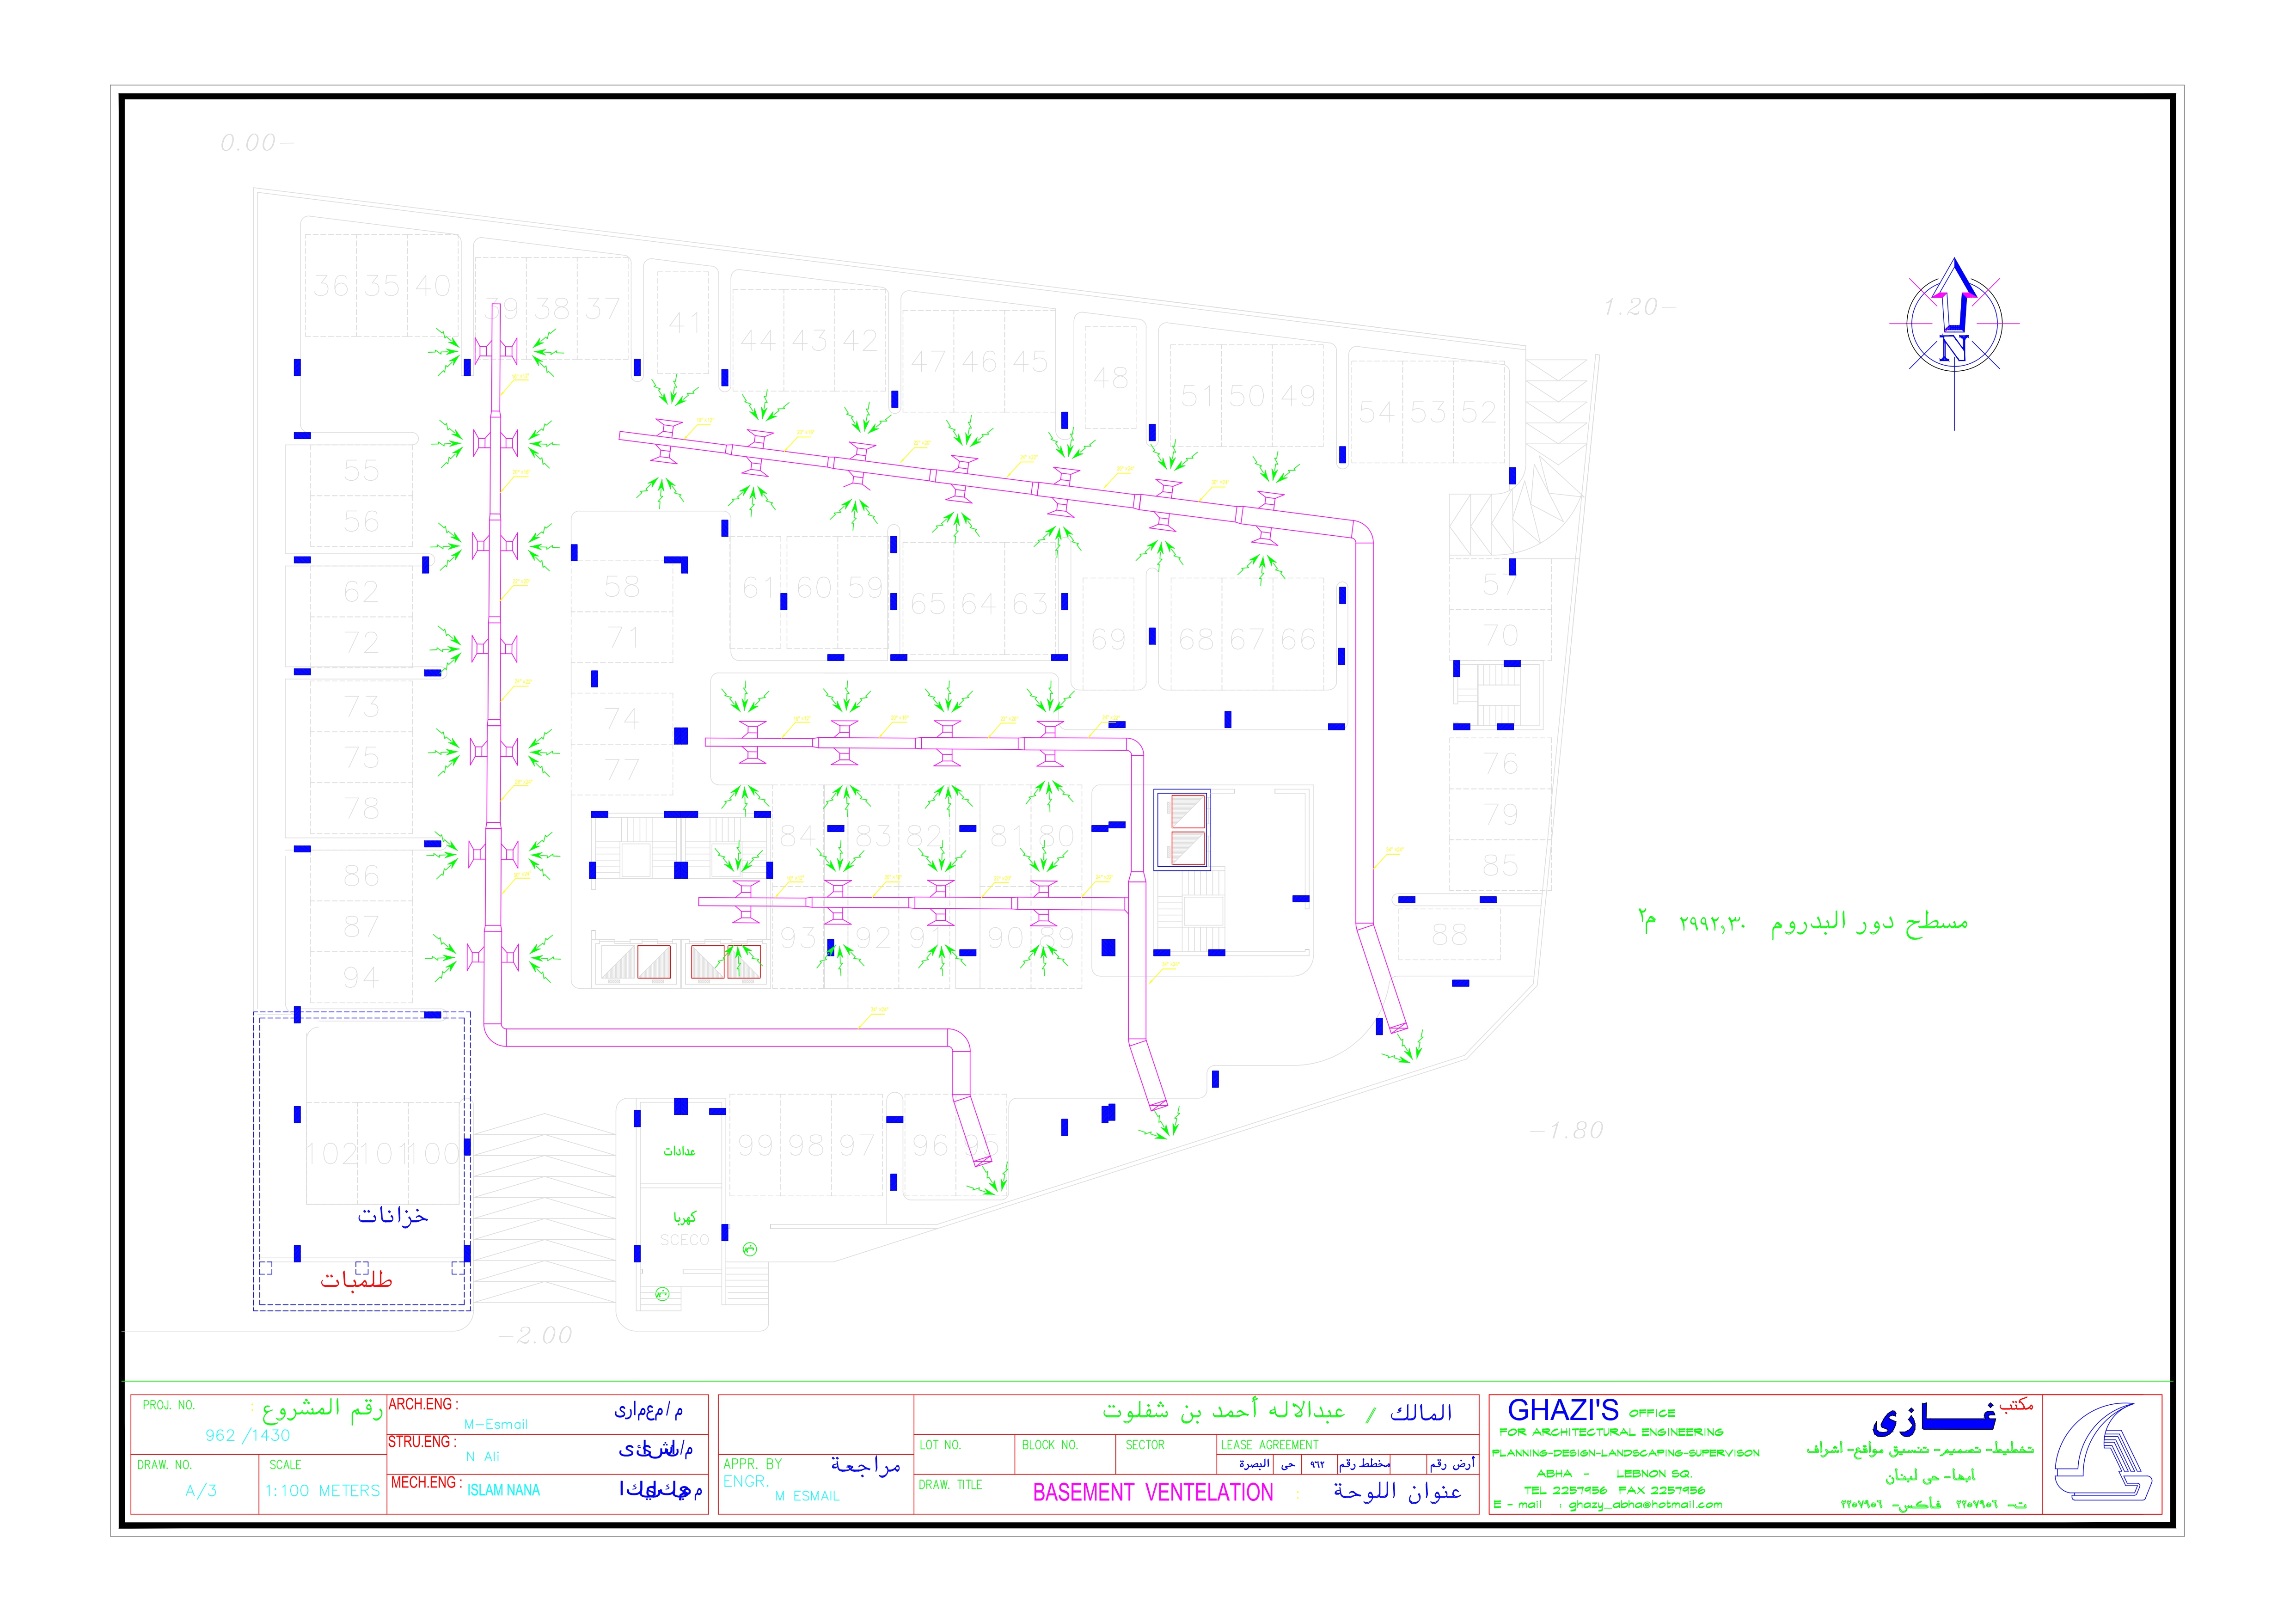 0.00-
1.20-
36 35 40
39 38 37
41
44 43 42
47 46 45
48
51 50 49
54 53 52
55
56
62
72
73
75
78
86
87
94
58
71
74
77
61 60 59
65 64 63
69
68 67 66
57
70
76
79
85
88
84 83 82 81 80
93 92 91 90 89
مسطح دور البدروم ٢٩٩٢,٣٠ م٢
102 101 100
99 98 97
96 95
عدادات
كهربا
SCECO
خزانات
طلمبات
-1.80
-2.00
N
PROJ. NO. : رقم المشروع
962 /1430
DRAW. NO.
A/3
SCALE
1:100 METERS
ARCH.ENG : م/معمارى
M-Esmail
STRU.ENG :
N Ali
MECH.ENG : ISLAM NANA
APPR. BY مراجعة
ENGR.
M ESMAIL
المالك / عبدالاله أحمد بن شفلوت
LOT NO.
BLOCK NO.
SECTOR
LEASE AGREEMENT
أرض رقم مخطط رقم ٩٦٢ حى البصرة
DRAW. TITLE
BASEMENT VENTELATION : عنوان اللوحة
GHAZI'S OFFICE
FOR ARCHITECTURAL ENGINEERING
PLANNING-DESIGN-LANDSCAPING-SUPERVISON
ABHA - LEBNON SQ.
TEL 2257956 FAX 2257956
E - mail : ghazy_abha@hotmail.com
مكتب غازى
تخطيط- تصميم- تنسيق مواقع- اشراف
ابها- حى لبنان
ت- ٢٢٥٧٩٥٦ فاكس- ٢٢٥٧٩٥٦